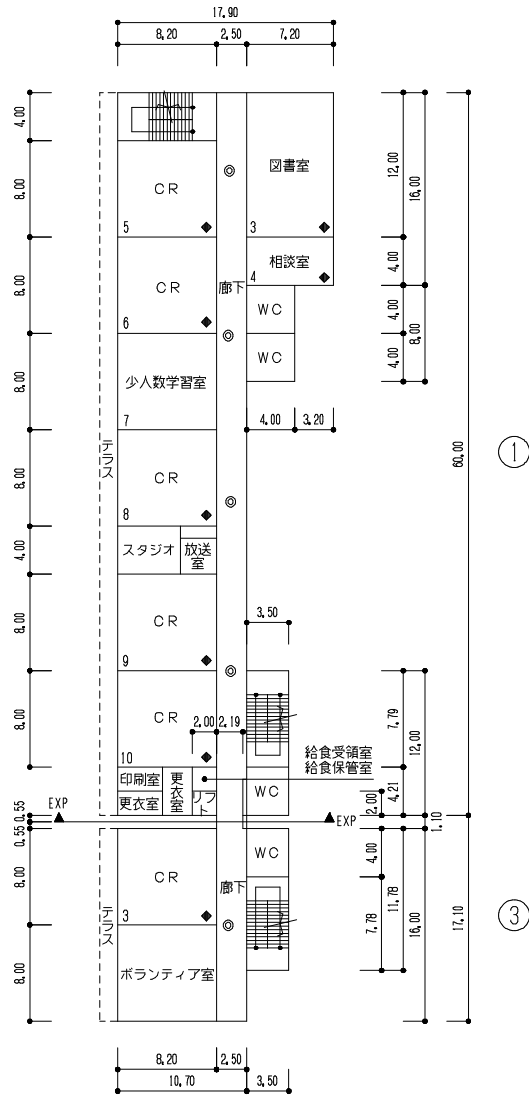 17.90
8.20
2.50
7.20
4.00
図書室
12.00
16.00
8.00
CR
5
3
相談室
4
4.00
廊下
8.00
CR
6
WC
4.00
8.00
WC
4.00
8.00
少人数学習室
7
4.00
3.20
テラス
60.00
①
8.00
CR
8
4.00
スタジオ
放送室
8.00
CR
9
3.50
8.00
CR
10
2.00
2.19
7.79
12.00
給食受領室
給食保管室
印刷室
更衣室
更衣室
リフト
WC
2.00
4.21
EXP
0.55
EXP
0.55
1.10
8.00
CR
3
廊下
WC
4.00
11.78
16.00
17.10
③
テラス
7.78
8.00
ボランティア室
8.20
2.50
10.70
3.50